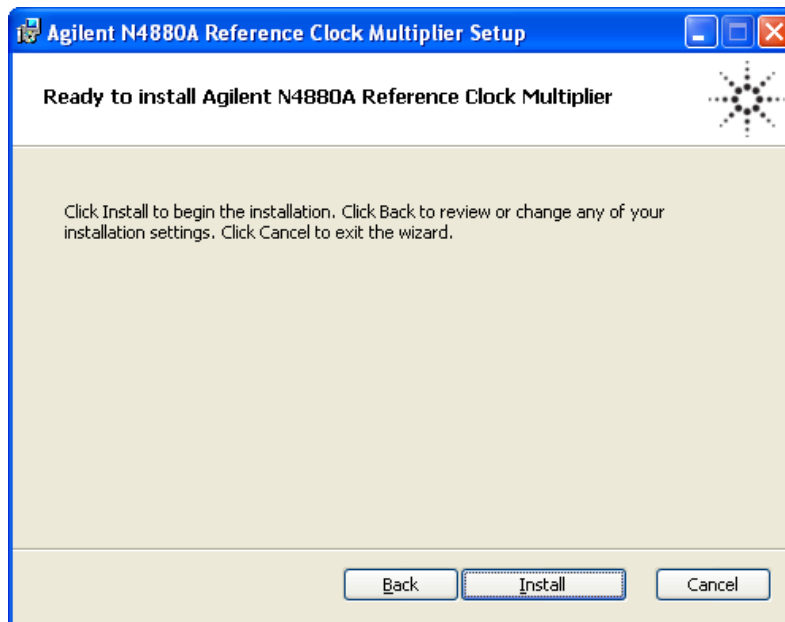 Agilent N4880A Reference Clock Multiplier Setup
Ready to install Agilent N4880A Reference Clock Multiplier
Click Install to begin the installation. Click Back to review or change any of your
installation settings. Click Cancel to exit the wizard.
Back
Install
Cancel